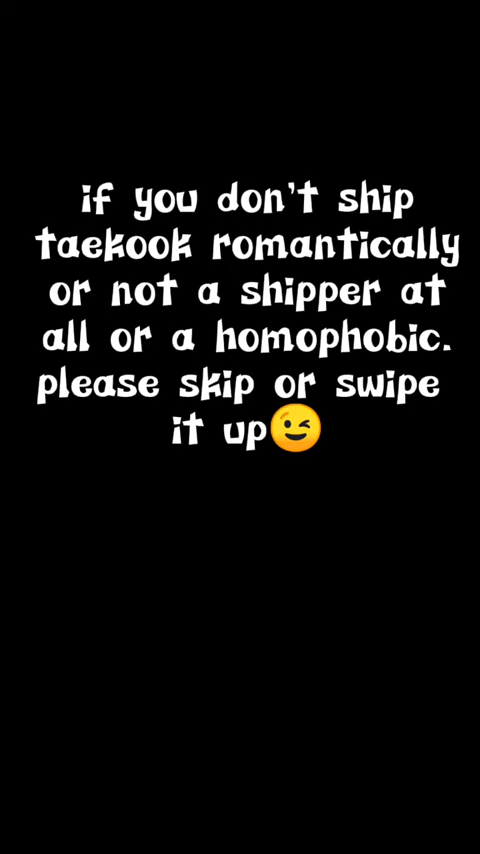 if you don't ship
taekook romantically
or not a shipper at
all or a homophobic.
please skip or swipe
it up😉